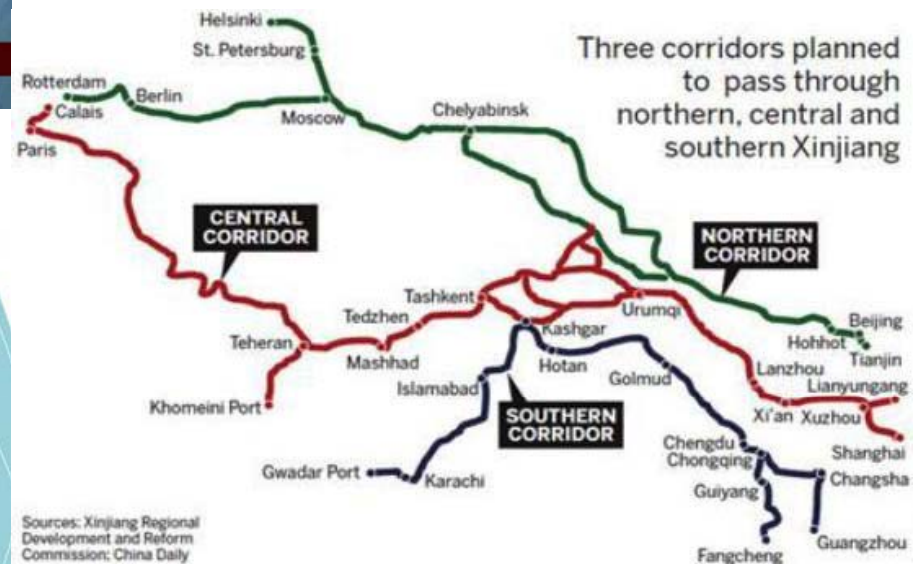 Three corridors planned
to pass through
northern, central and
southern Xinjiang
Helsinki
St. Petersburg
Rotterdam
Calais
Berlin
Paris
Moscow
Chelyabinsk
CENTRAL
CORRIDOR
NORTHERN
CORRIDOR
Tashkent
Tedzhen
Teheran
Mashhad
Khomeini Port
Urumqi
Kashgar
Hotan
Golmud
Islamabad
SOUTHERN
CORRIDOR
Gwadar Port
Karachi
Beijing
Hohhot
Tianjin
Lanzhou
Lianyungang
Xi'an
Xuzhou
Shanghai
Chengdu
Chongqing
Changsha
Guiyang
Guangzhou
Fangcheng
Sources: Xinjiang Regional
Development and Reform
Commission; China Daily